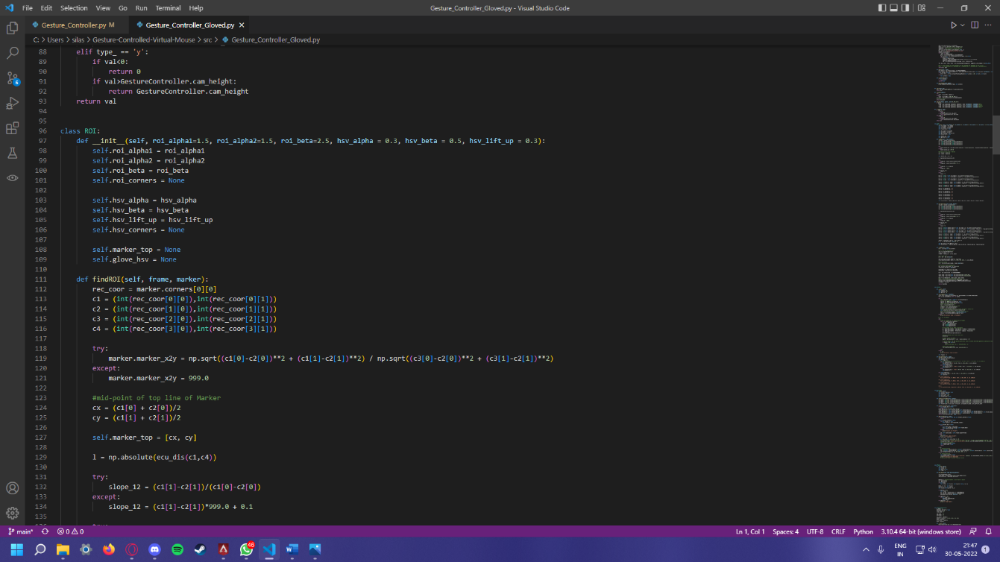 File Edit Selection View Go Run Terminal Help
Gesture_Controller_Gloved.py - Visual Studio Code
Gesture_Controller.py M
Gesture_Controller_Gloved.py
C: > Users > silas > Gesture-Controlled-Virtual-Mouse > src > Gesture_Controller_Gloved.py
88 elif type_ == 'y':
89 if val<0:
90 return 0
91 if val>GestureController.cam_height:
92 return GestureController.cam_height
93 return val
94
95
96 class ROI:
97 def __init__(self, roi_alpha1=1.5, roi_alpha2=1.5, roi_beta=2.5, hsv_alpha = 0.3, hsv_beta = 0.5, hsv_lift_up = 0.3):
98 self.roi_alpha1 = roi_alpha1
99 self.roi_alpha2 = roi_alpha2
100 self.roi_beta = roi_beta
101 self.roi_corners = None
102
103 self.hsv_alpha = hsv_alpha
104 self.hsv_beta = hsv_beta
105 self.hsv_lift_up = hsv_lift_up
106 self.hsv_corners = None
107
108 self.marker_top = None
109 self.glove_hsv = None
110
111 def findROI(self, frame, marker):
112 rec_coor = marker.corners[0][0]
113 c1 = (int(rec_coor[0][0]),int(rec_coor[0][1]))
114 c2 = (int(rec_coor[1][0]),int(rec_coor[1][1]))
115 c3 = (int(rec_coor[2][0]),int(rec_coor[2][1]))
116 c4 = (int(rec_coor[3][0]),int(rec_coor[3][1]))
117
118 try:
119 marker.marker_x2y = np.sqrt((c1[0]-c2[0])**2 + (c1[1]-c2[1])**2) / np.sqrt((c3[0]-c2[0])**2 + (c3[1]-c2[1])**2)
120 except:
121 marker.marker_x2y = 999.0
122
123 #mid-point of top line of Marker
124 cx = (c1[0] + c2[0])/2
125 cy = (c1[1] + c2[1])/2
126
127 self.marker_top = [cx, cy]
128
129 l = np.absolute(ecu_dis(c1,c4))
130
131 try:
132 slope_12 = (c1[1]-c2[1])/(c1[0]-c2[0])
133 except:
134 slope_12 = (c1[1]-c2[1])*999.0 + 0.1
135
6
main* 0 0
Ln 1, Col 1 Spaces: 4 UTF-8 CRLF Python 3.10.4 64-bit (windows store)
46
ENG
IN
21:47
30-05-2022
1